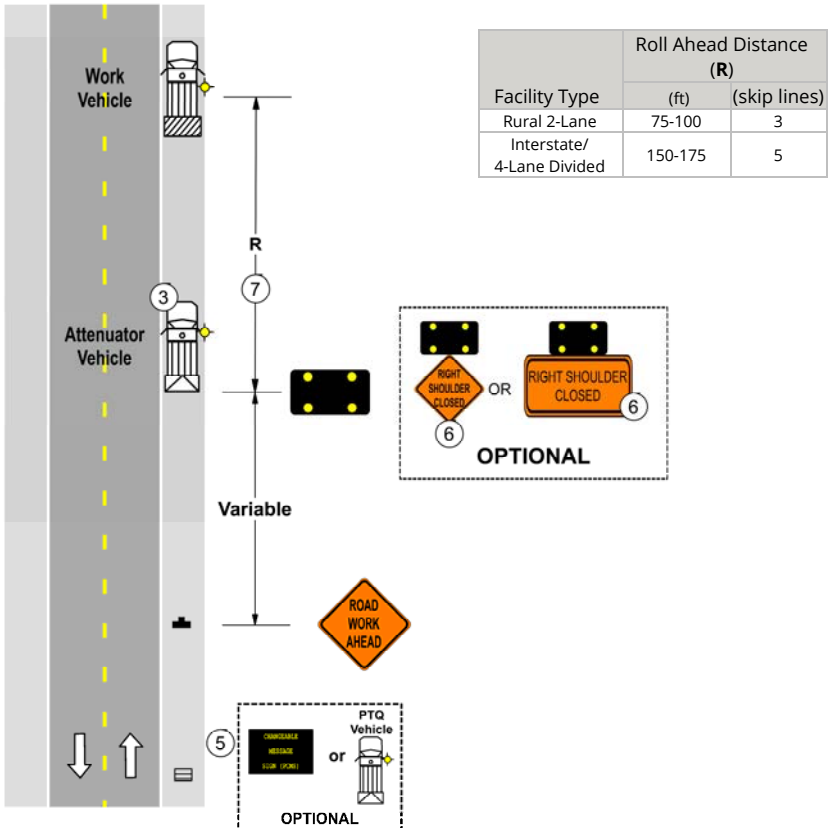 Roll Ahead Distance
(R)
Facility Type (ft) (skip lines)
Rural 2-Lane 75-100 3
Interstate/
4-Lane Divided 150-175 5
Work
Vehicle
R
7
3
Attenuator
Vehicle
RIGHT
SHOULDER
CLOSED
OR
RIGHT SHOULDER
CLOSED
6
6
OPTIONAL
Variable
ROAD
WORK
AHEAD
5
CHANGEABLE
MESSAGE
SIGN (PCMS)
or
PTQ
Vehicle
OPTIONAL